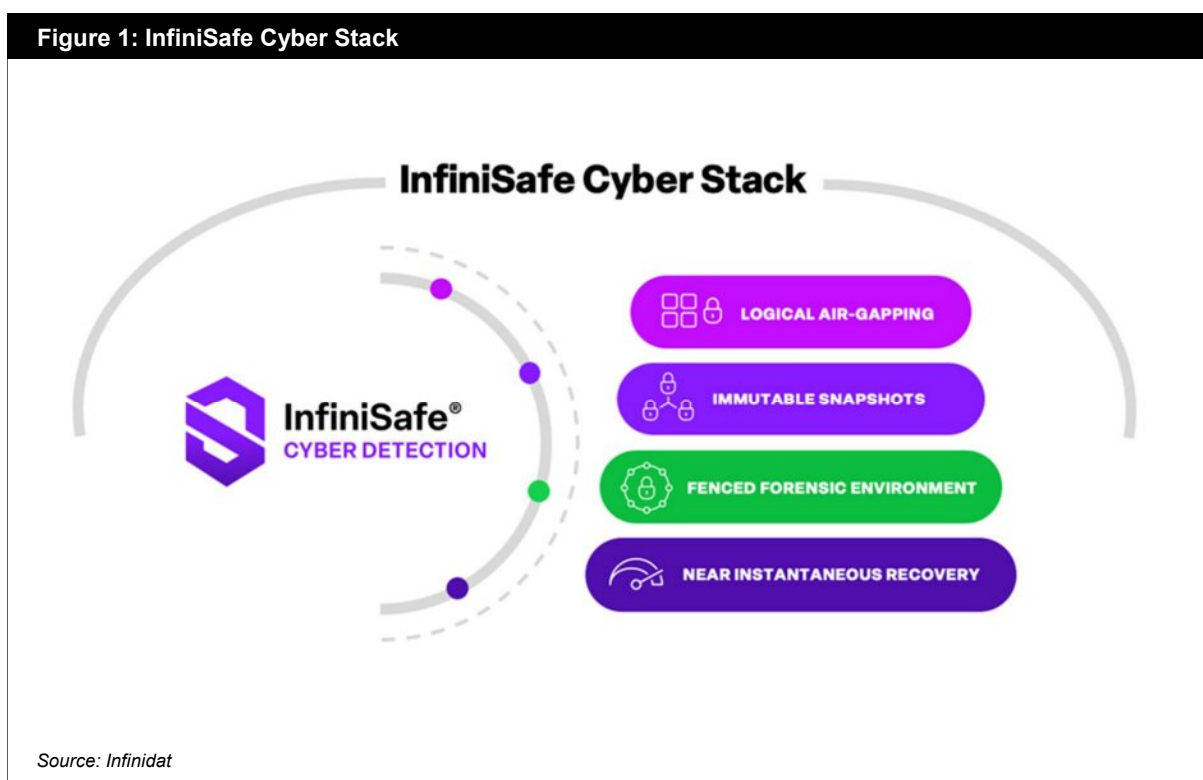 Figure 1: InfiniSafe Cyber Stack
InfiniSafe Cyber Stack
InfiniSafe®
CYBER DETECTION
LOGICAL AIR-GAPPING
IMMUTABLE SNAPSHOTS
FENCED FORENSIC ENVIRONMENT
NEAR INSTANTANEOUS RECOVERY
Source: Infinidat